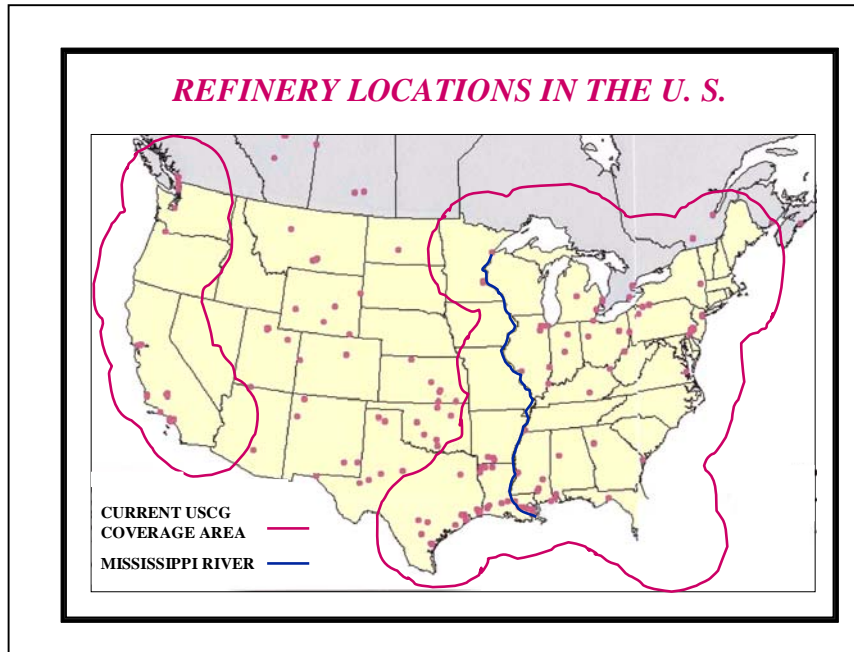 REFINERY LOCATIONS IN THE U. S.
CURRENT USCG
COVERAGE AREA
MISSISSIPPI RIVER